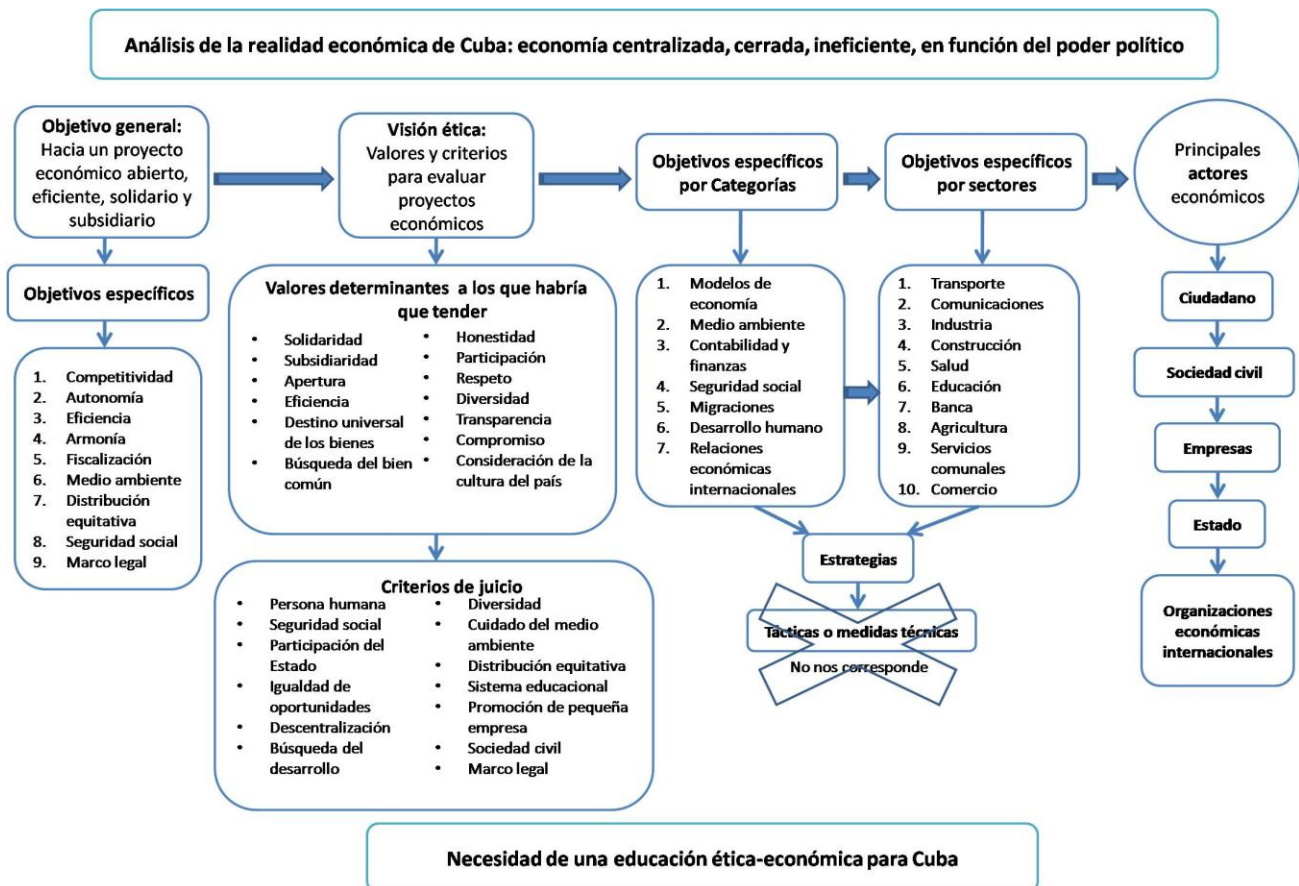 Análisis de la realidad económica de Cuba: economía centralizada, cerrada, ineficiente, en función del poder político
Objetivo general:
Hacia un proyecto
económico abierto,
eficiente, solidario y
subsidiario
Objetivos específicos
1. Competitividad
2. Autonomía
3. Eficiencia
4. Armonía
5. Fiscalización
6. Medio ambiente
7. Distribución
equitativa
8. Seguridad social
9. Marco legal
Visión ética:
Valores y criterios
para evaluar
proyectos
económicos
Valores determinantes a los que habría
que tender
• Solidaridad
• Subsidiaridad
• Apertura
• Eficiencia
• Destino universal
de los bienes
• Búsqueda del bien
común
• Honestidad
• Participación
• Respeto
• Diversidad
• Transparencia
• Compromiso
• Consideración de la
cultura del país
Criterios de juicio
• Persona humana
• Seguridad social
• Participación del
Estado
• Igualdad de
oportunidades
• Descentralización
• Búsqueda del
desarrollo
• Diversidad
• Cuidado del medio
ambiente
• Distribución equitativa
• Sistema educacional
• Promoción de pequeña
empresa
• Sociedad civil
• Marco legal
Objetivos específicos
por Categorías
1. Modelos de
economía
2. Medio ambiente
3. Contabilidad y
finanzas
4. Seguridad social
5. Migraciones
6. Desarrollo humano
7. Relaciones
económicas
internacionales
Objetivos específicos
por sectores
1. Transporte
2. Comunicaciones
3. Industria
4. Construcción
5. Salud
6. Educación
7. Banca
8. Agricultura
9. Servicios
comunales
10. Comercio
Estrategias
Tácticas o medidas técnicas
No nos corresponde
Principales
actores
económicos
Ciudadano
Sociedad civil
Empresas
Estado
Organizaciones
económicas
internacionales
Necesidad de una educación ética-económica para Cuba